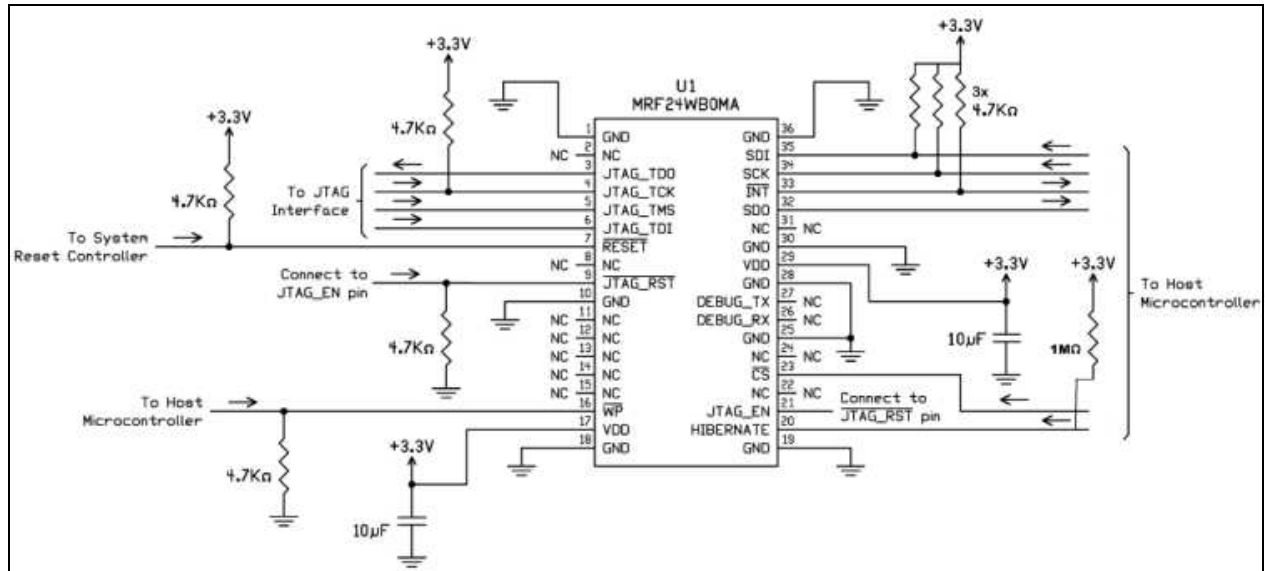 +3.3V
+3.3V
U1
MRF24WB0MA
3x
4.7KΩ
4.7KΩ
+3.3V
4.7KΩ
To JTAG
Interface
To System
Reset Controller
Connect to
JTAG_EN pin
4.7KΩ
To Host
Microcontroller
4.7KΩ
+3.3V
10µF
1 GND
NC 2 NC
3 JTAG_TDO
4 JTAG_TCK
5 JTAG_TMS
6 JTAG_TDI
7 RESET
NC 8 NC
9 JTAG_RST
10 GND
NC 11 NC
NC 12 NC
NC 13 NC
NC 14 NC
NC 15 NC
16 WP
17 VDD
18 GND
GND 36
SDI 35
SCK 34
INT 33
SDO 32
NC 31 NC
GND 30
VDD 29
GND 28
DEBUG_TX 27 NC
DEBUG_RX 26 NC
GND 25
NC 24 NC
CS 23
NC 22 NC
JTAG_EN 21
HIBERNATE 20
GND 19
Connect to
JTAG_RST pin
+3.3V
+3.3V
10µF
1MΩ
To Host
Microcontroller